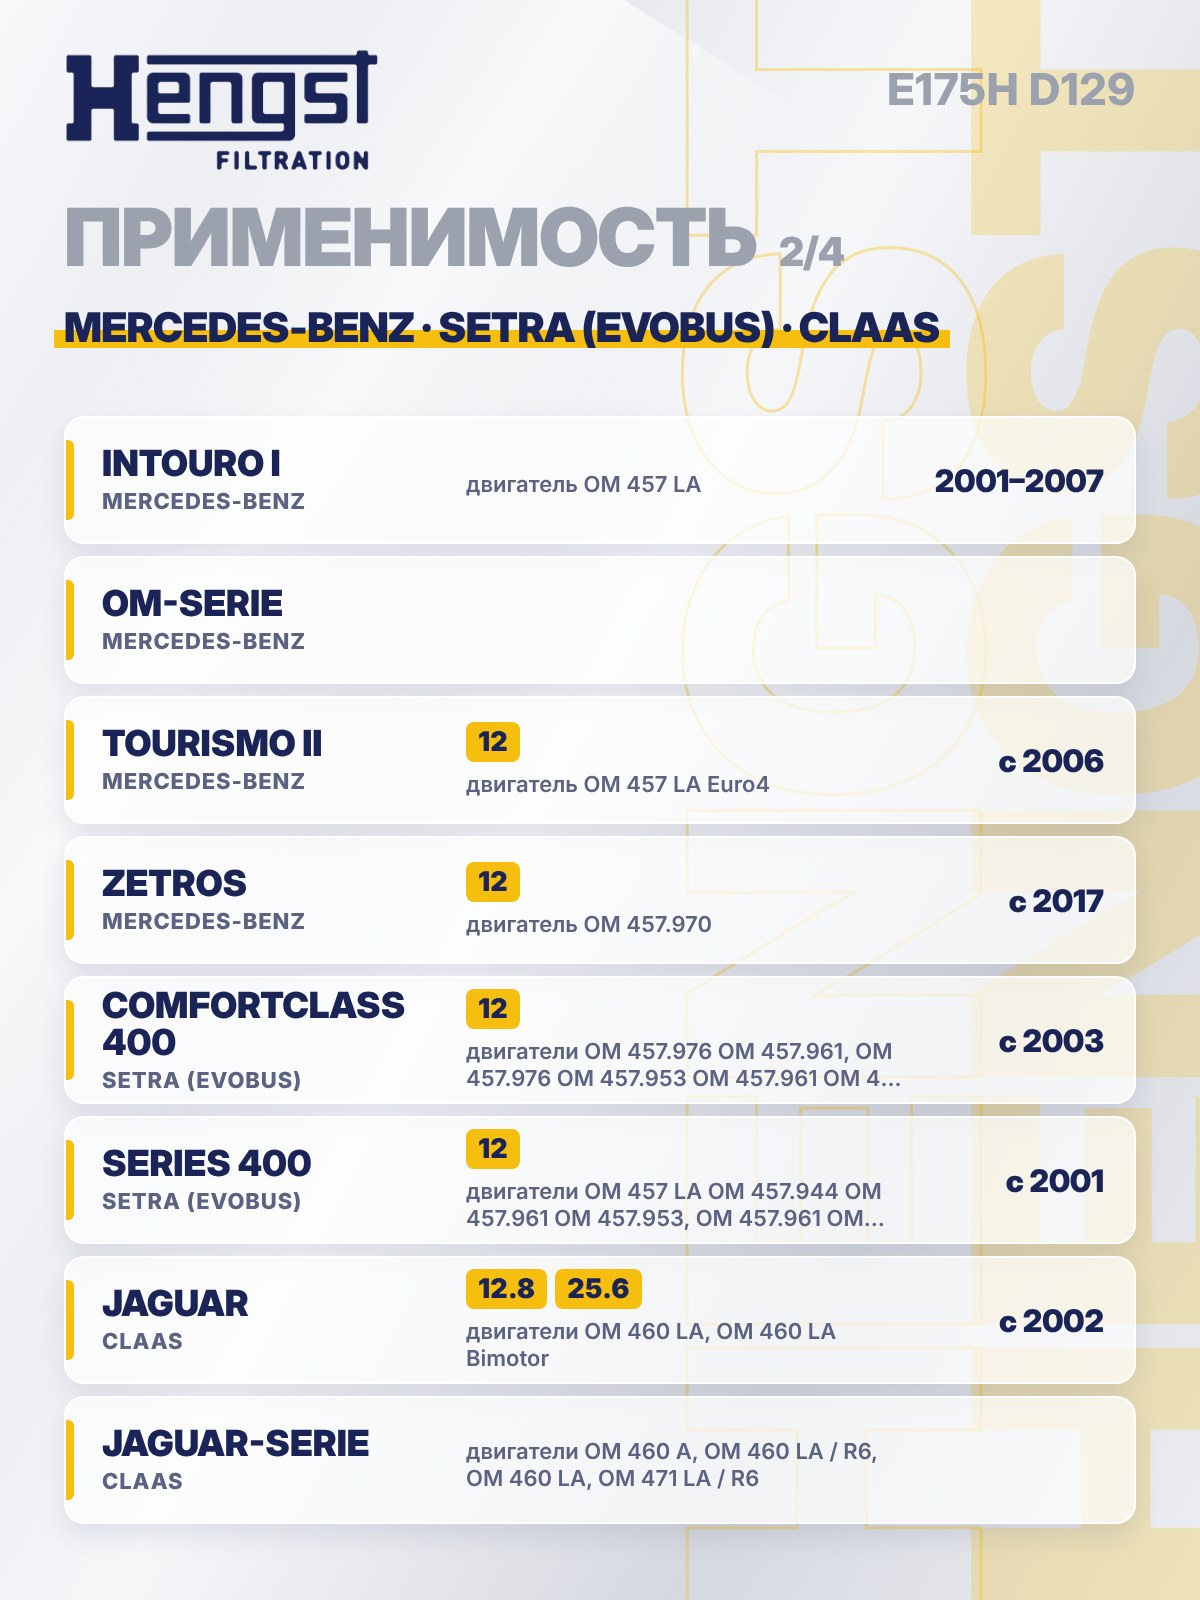 Hengst
FILTRATION
E175H D129
ПРИМЕНИМОСТЬ 2/4
MERCEDES-BENZ · SETRA (EVOBUS) · CLAAS
INTOURO I
MERCEDES-BENZ
двигатель OM 457 LA
2001–2007
OM-SERIE
MERCEDES-BENZ
TOURISMO II
MERCEDES-BENZ
12
двигатель OM 457 LA Euro4
с 2006
ZETROS
MERCEDES-BENZ
12
двигатель OM 457.970
с 2017
COMFORTCLASS
400
SETRA (EVOBUS)
12
двигатели OM 457.976 OM 457.961, OM
457.976 OM 457.953 OM 457.961 OM 4...
с 2003
SERIES 400
SETRA (EVOBUS)
12
двигатели OM 457 LA OM 457.944 OM
457.961 OM 457.953, OM 457.961 OM...
с 2001
JAGUAR
CLAAS
12.8 25.6
двигатели OM 460 LA, OM 460 LA
Bimotor
с 2002
JAGUAR-SERIE
CLAAS
двигатели OM 460 A, OM 460 LA / R6,
OM 460 LA, OM 471 LA / R6
HENGST
HENGST